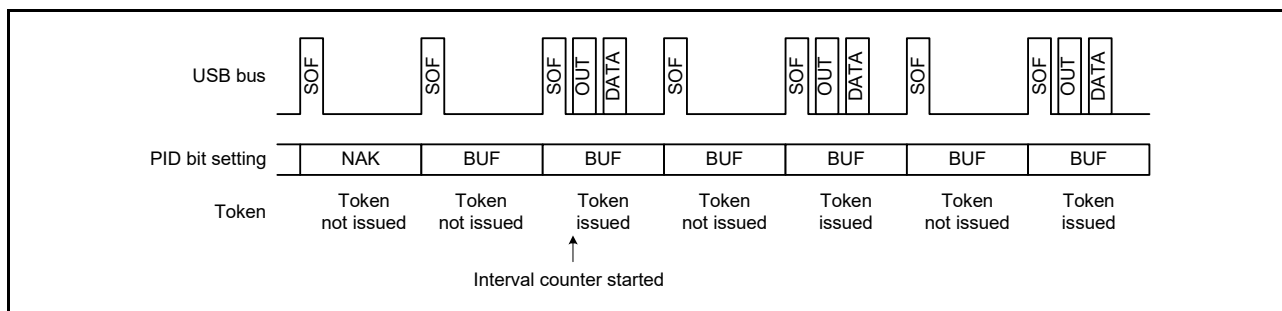 USB bus
SOF SOF SOF OUT DATA SOF SOF OUT DATA SOF SOF OUT DATA
PID bit setting NAK BUF BUF BUF BUF BUF BUF
Token Token Token Token Token Token Token Token
not issued not issued issued not issued issued not issued issued
Interval counter started